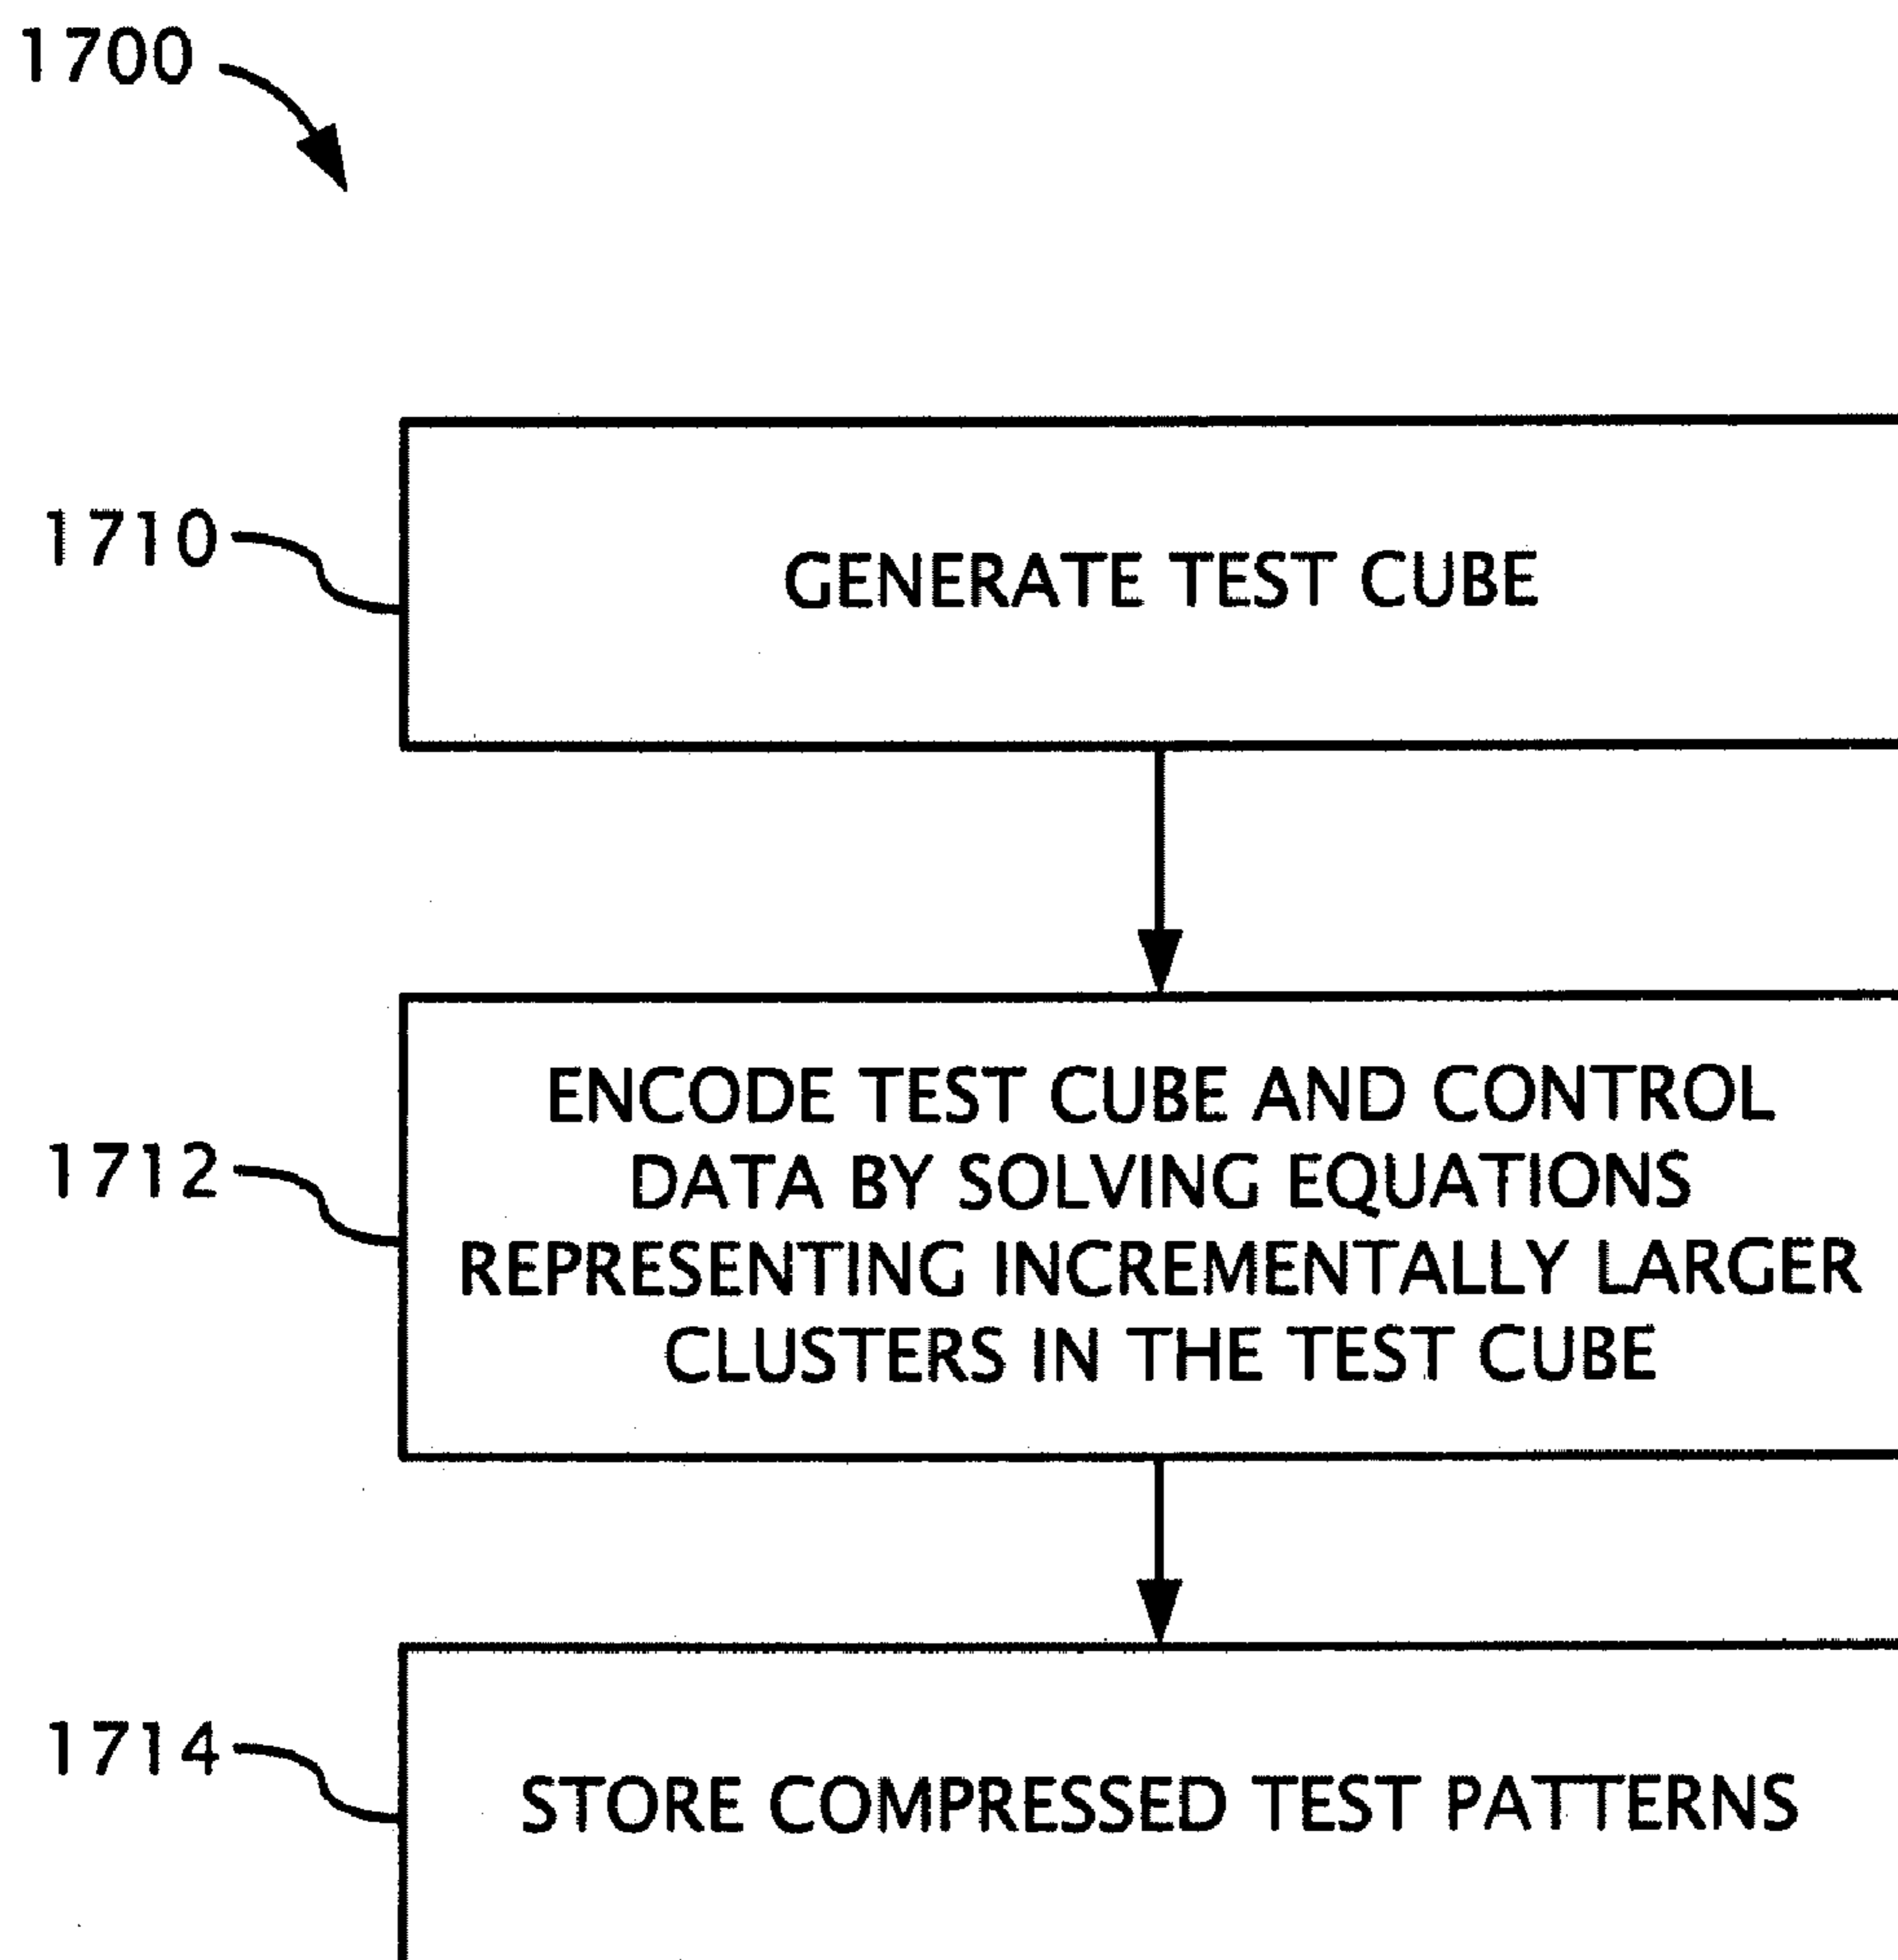 1700
1710
GENERATE TEST CUBE
1712
ENCODE TEST CUBE AND CONTROL
DATA BY SOLVING EQUATIONS
REPRESENTING INCREMENTALLY LARGER
CLUSTERS IN THE TEST CUBE
1714
STORE COMPRESSED TEST PATTERNS